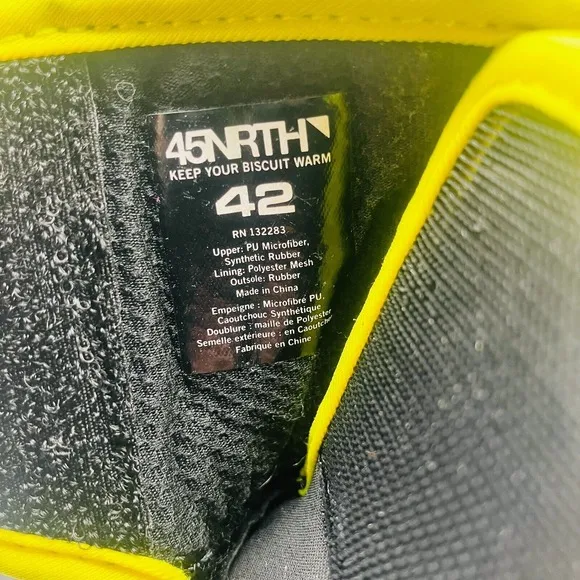 45NRTH
KEEP YOUR BISCUIT WARM
42
RN 132283
Upper: PU Microfiber,
Synthetic Rubber
Lining: Polyester Mesh
Outsole: Rubber
Made in China
Empeigne : Microfibre PU,
Caoutchouc Synthétique
Doublure : maille de Polyester
Semelle extérieure : en Caoutchouc
Fabriqué en Chine